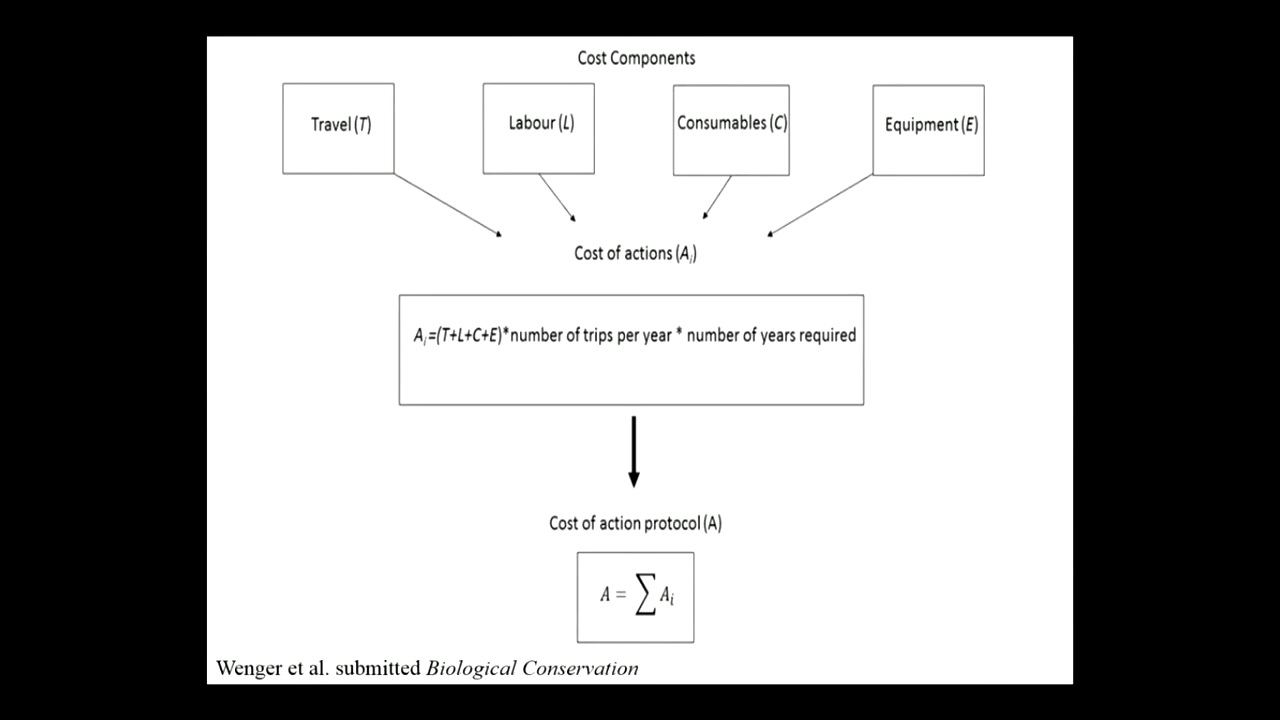 Cost Components
Travel (T)
Labour (L)
Consumables (C)
Equipment (E)
Cost of actions (Aᵢ)
Aᵢ=(T+L+C+E)*number of trips per year * number of years required
Cost of action protocol (A)
A = ∑ Aᵢ
Wenger et al. submitted Biological Conservation